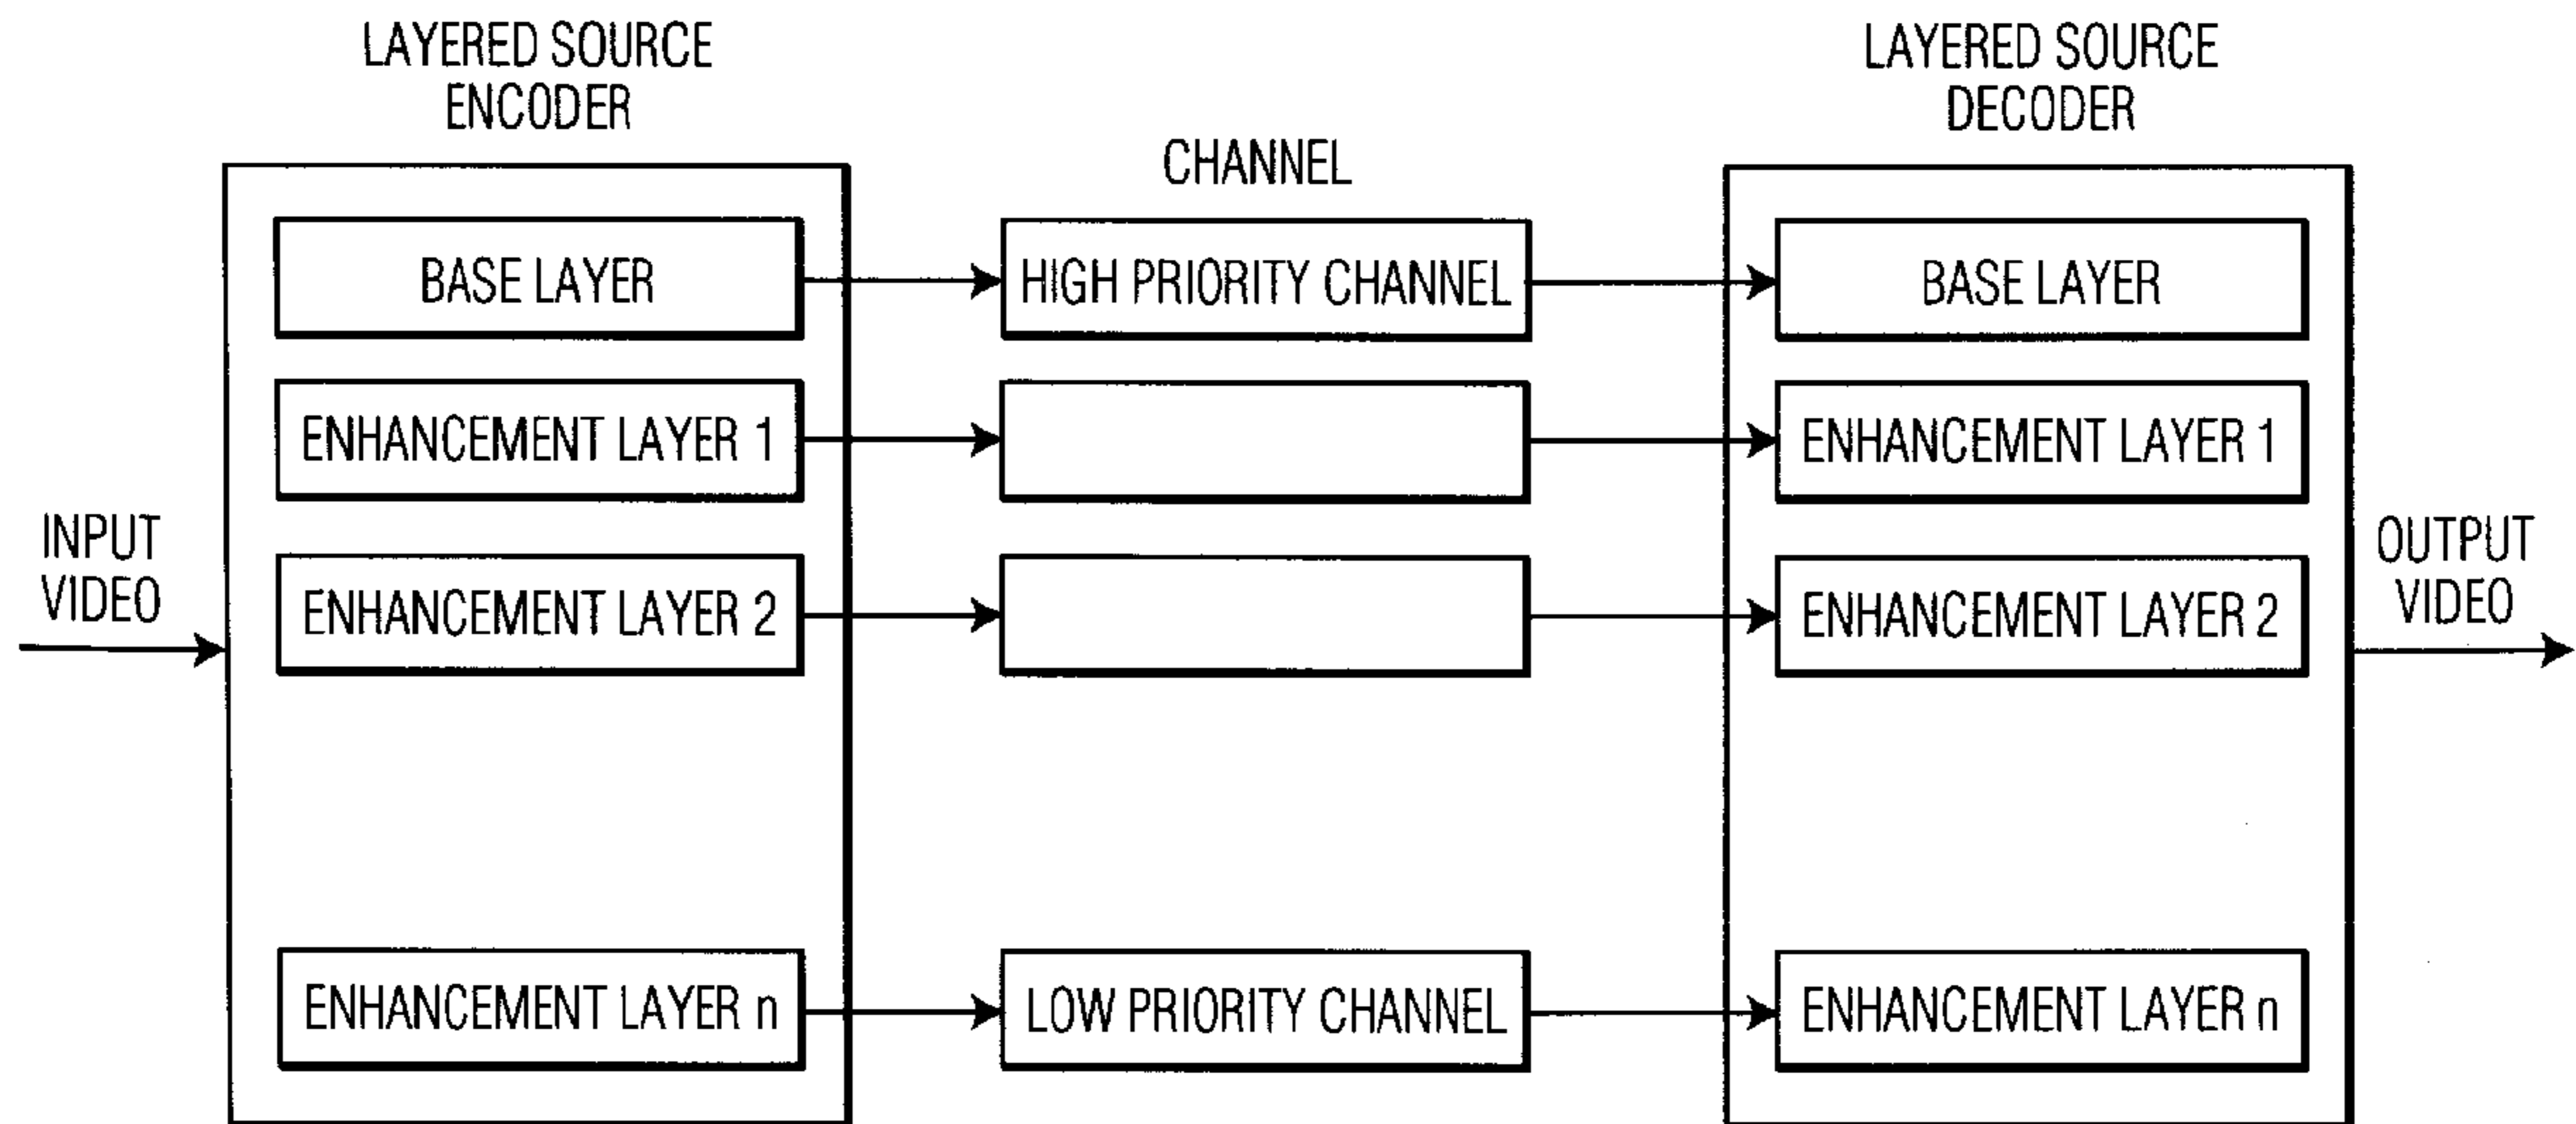 LAYERED SOURCE
ENCODER
LAYERED SOURCE
DECODER
CHANNEL
BASE LAYER
HIGH PRIORITY CHANNEL
BASE LAYER
ENHANCEMENT LAYER 1
ENHANCEMENT LAYER 1
INPUT
VIDEO
OUTPUT
VIDEO
ENHANCEMENT LAYER 2
ENHANCEMENT LAYER 2
ENHANCEMENT LAYER n
LOW PRIORITY CHANNEL
ENHANCEMENT LAYER n